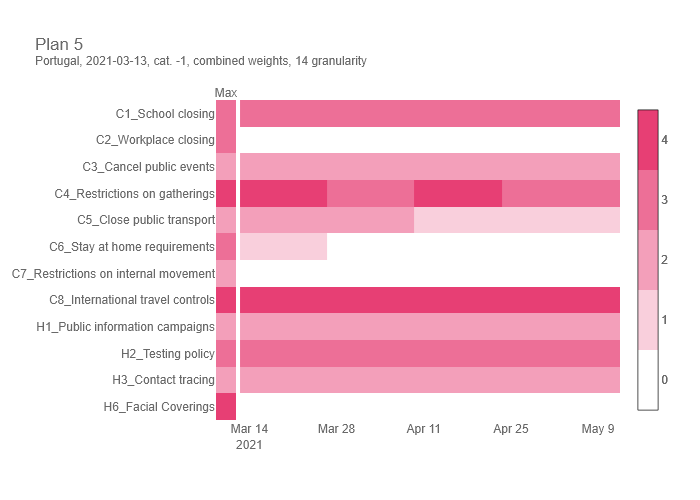 Plan 5
Portugal, 2021-03-13, cat. -1, combined weights, 14 granularity
Max
C1_School closing
C2_Workplace closing
C3_Cancel public events
C4_Restrictions on gatherings
C5_Close public transport
C6_Stay at home requirements
C7_Restrictions on internal movement
C8_International travel controls
H1_Public information campaigns
H2_Testing policy
H3_Contact tracing
H6_Facial Coverings
Mar 14
2021
Mar 28
Apr 11
Apr 25
May 9
4
3
2
1
0